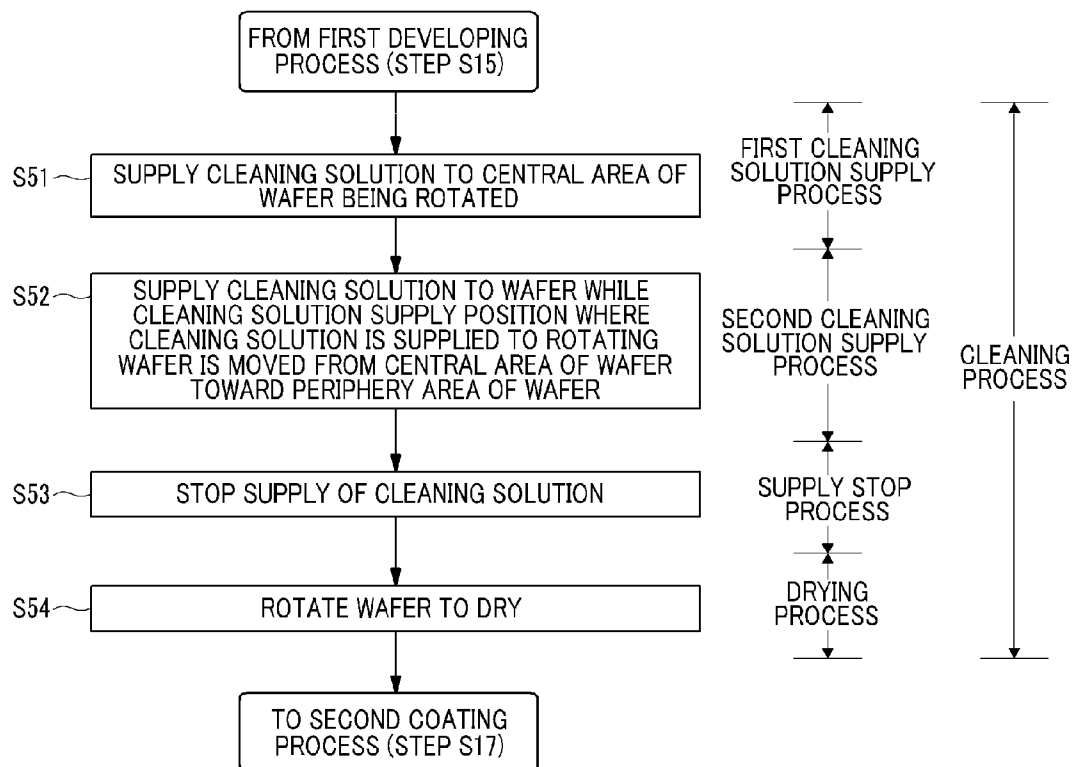 FROM FIRST DEVELOPING
PROCESS (STEP S15)
S51
SUPPLY CLEANING SOLUTION TO CENTRAL AREA OF
WAFER BEING ROTATED
FIRST CLEANING
SOLUTION SUPPLY
PROCESS
S52
SUPPLY CLEANING SOLUTION TO WAFER WHILE
CLEANING SOLUTION SUPPLY POSITION WHERE
CLEANING SOLUTION IS SUPPLIED TO ROTATING
WAFER IS MOVED FROM CENTRAL AREA OF WAFER
TOWARD PERIPHERY AREA OF WAFER
SECOND CLEANING
SOLUTION SUPPLY
PROCESS
CLEANING
PROCESS
S53
STOP SUPPLY OF CLEANING SOLUTION
SUPPLY STOP
PROCESS
S54
ROTATE WAFER TO DRY
DRYING
PROCESS
TO SECOND COATING
PROCESS (STEP S17)